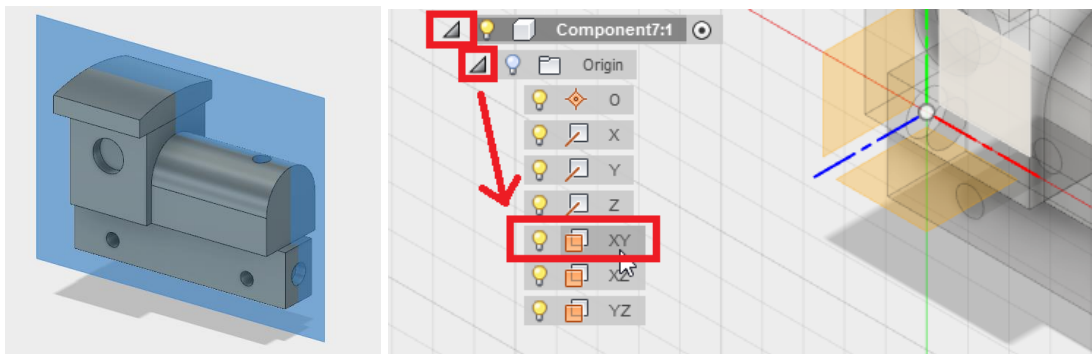 Component7:1
Origin
O
X
Y
Z
XY
XZ
YZ